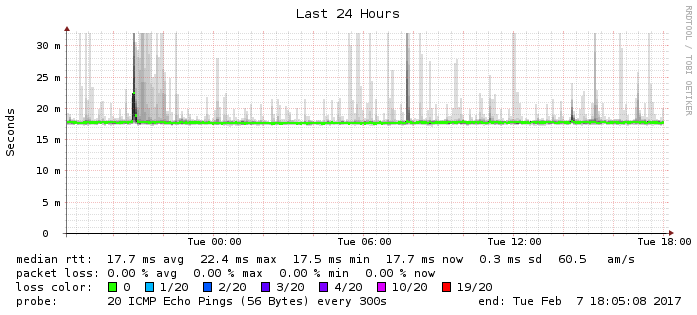 Last 24 Hours
RRDTOOL / TOBI OETIKER
Seconds
30 m
25 m
20 m
15 m
10 m
5 m
0
Tue 00:00 Tue 06:00 Tue 12:00 Tue 18:00
median rtt: 17.7 ms avg 22.4 ms max 17.5 ms min 17.7 ms now 0.3 ms sd 60.5 am/s
packet loss: 0.00 % avg 0.00 % max 0.00 % min 0.00 % now
loss color: 0 1/20 2/20 3/20 4/20 10/20 19/20
probe: 20 ICMP Echo Pings (56 Bytes) every 300s end: Tue Feb 7 18:05:08 2017